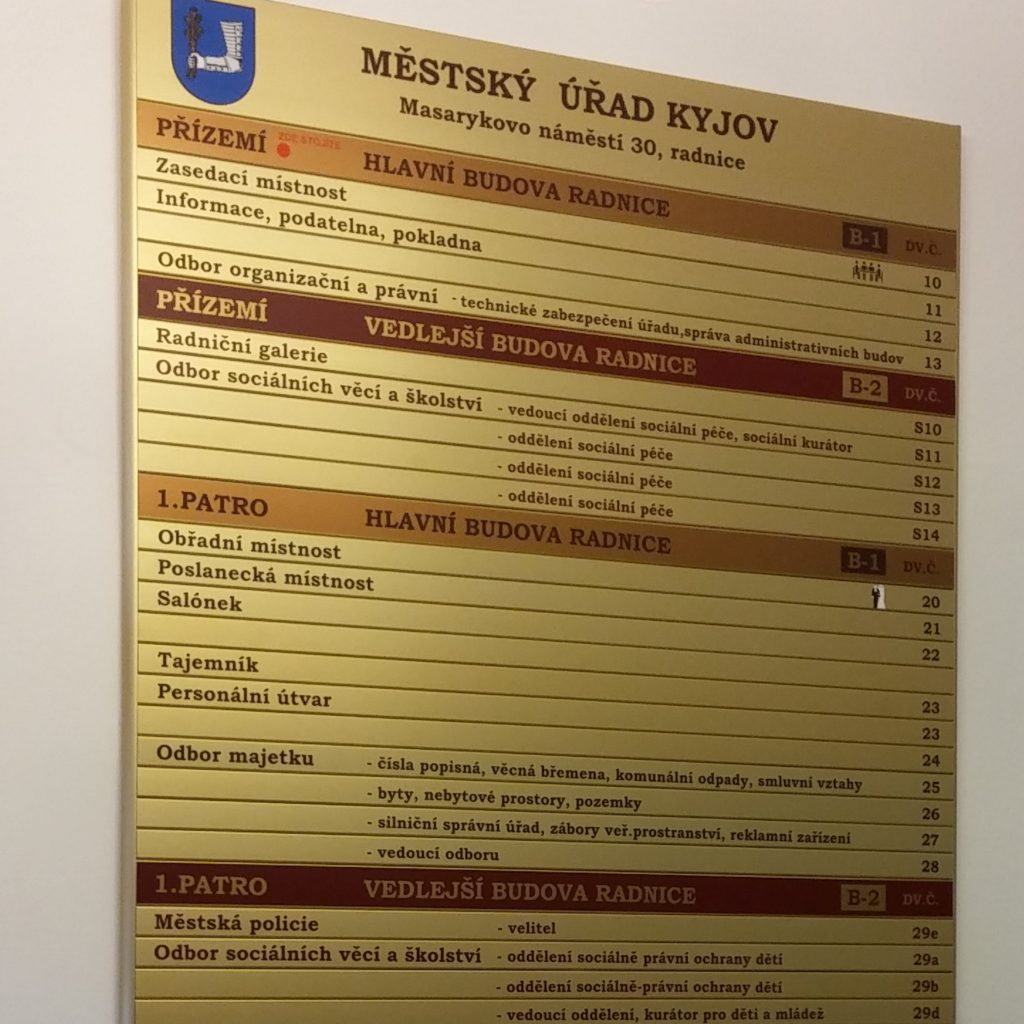 MĚSTSKÝ ÚŘAD KYJOV
Masarykovo náměstí 30, radnice
PŘÍZEMÍ ZDE STOJÍTE HLAVNÍ BUDOVA RADNICE B-1 DV.Č.
Zasedací místnost 10
Informace, podatelna, pokladna 11
12
Odbor organizační a právní - technické zabezpečení úřadu,správa administrativních budov 13
PŘÍZEMÍ VEDLEJŠÍ BUDOVA RADNICE B-2 DV.Č.
Radniční galerie S10
Odbor sociálních věcí a školství - vedoucí oddělení sociální péče, sociální kurátor S11
- oddělení sociální péče S12
- oddělení sociální péče S13
- oddělení sociální péče S14
1.PATRO HLAVNÍ BUDOVA RADNICE B-1 DV.Č.
Obřadní místnost 20
Poslanecká místnost 21
Salónek 22
Tajemník 23
Personální útvar 23
24
Odbor majetku - čísla popisná, věcná břemena, komunální odpady, smluvní vztahy 25
- byty, nebytové prostory, pozemky 26
- silniční správní úřad, zábory veř.prostranství, reklamní zařízení 27
- vedoucí odboru 28
1.PATRO VEDLEJŠÍ BUDOVA RADNICE B-2 DV.Č.
Městská policie - velitel 29e
Odbor sociálních věcí a školství - oddělení sociálně právní ochrany dětí 29a
- oddělení sociálně-právní ochrany dětí 29b
- vedoucí oddělení, kurátor pro děti a mládež 29d